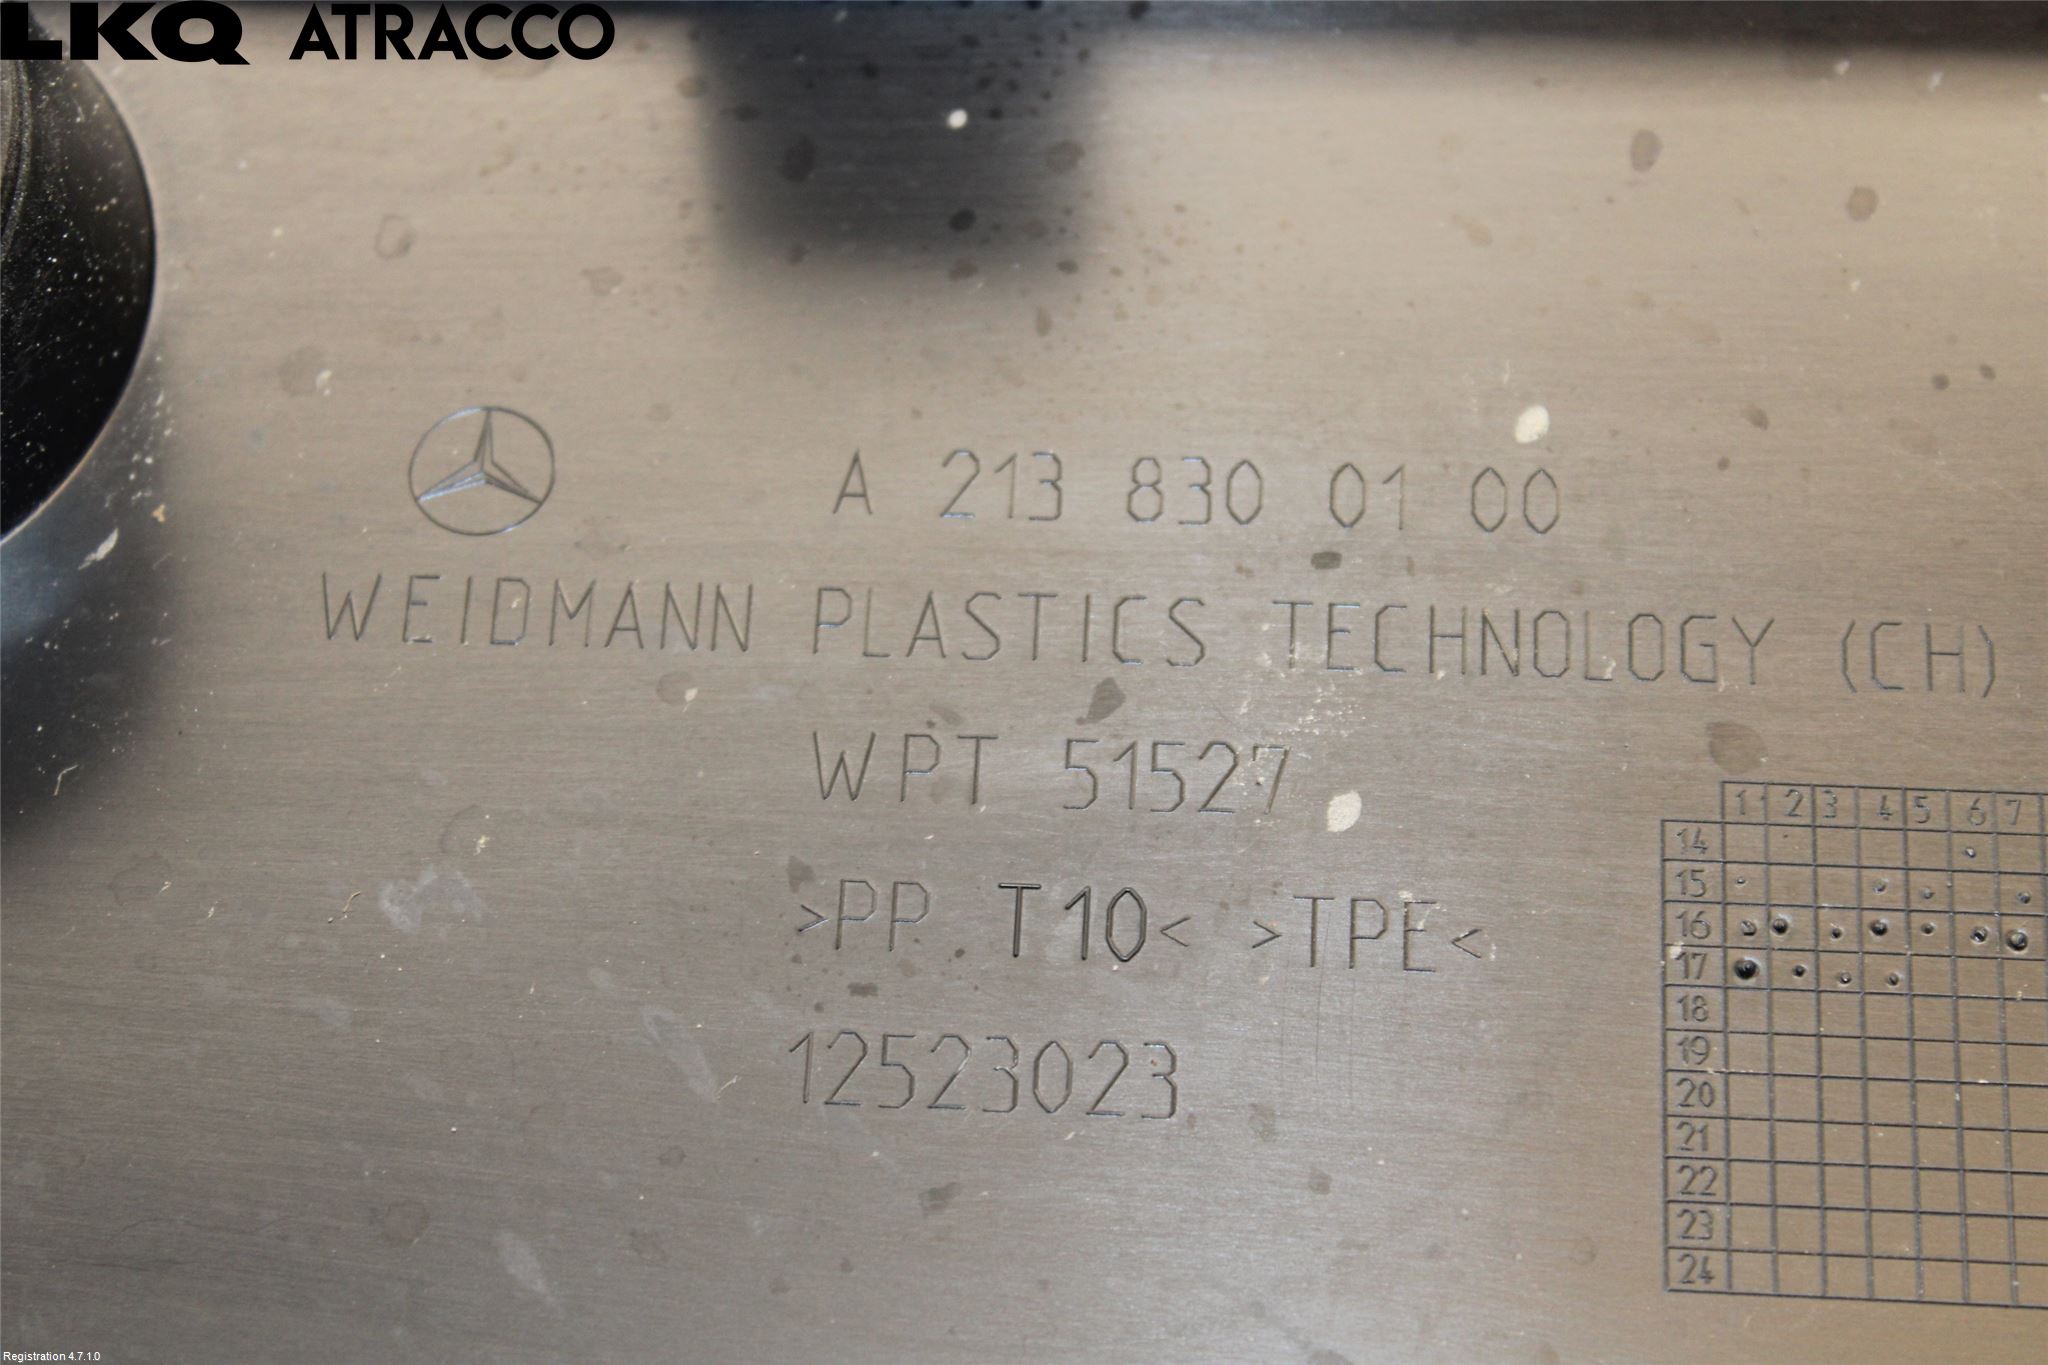 LKQ ATRACCO
A 213 830 01 00
WEIDMANN PLASTICS TECHNOLOGY (CH)
WPT 51527
>PP T10< >TPE<
12523023
1 2 3 4 5 6 7
14
15
16
17
18
19
20
21
22
23
24
Registration 4.7.1.0